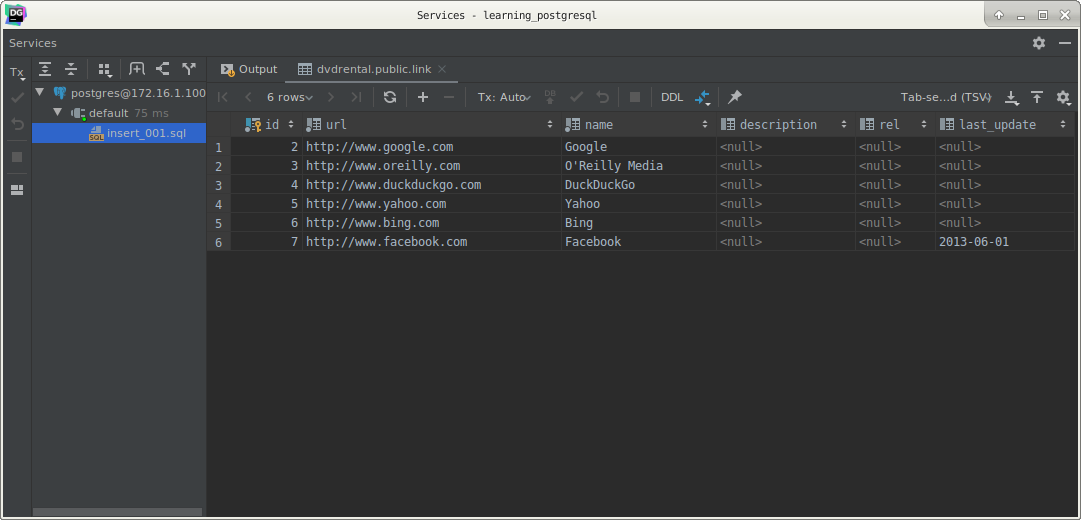 DG
Services - learning_postgresql
Services
Tx
Output
dvdrental.public.link
postgres@172.16.1.100
6 rows
Tx: Auto
DB
DDL
Tab-se...d (TSV)
default 75 ms
SQL insert_001.sql
id url name description rel last_update
1 2 http://www.google.com Google <null> <null> <null>
2 3 http://www.oreilly.com O'Reilly Media <null> <null> <null>
3 4 http://www.duckduckgo.com DuckDuckGo <null> <null> <null>
4 5 http://www.yahoo.com Yahoo <null> <null> <null>
5 6 http://www.bing.com Bing <null> <null> <null>
6 7 http://www.facebook.com Facebook <null> <null> 2013-06-01